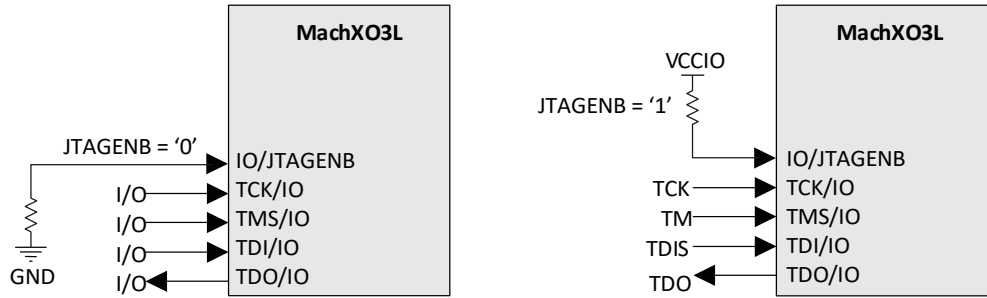 MachXO3L
JTAGENB = ‘0’
IO/JTAGENB
I/O TCK/IO
I/O TMS/IO
I/O TDI/IO
I/O TDO/IO
GND
MachXO3L
VCCIO
JTAGENB = ‘1’
IO/JTAGENB
TCK TCK/IO
TM TMS/IO
TDIS TDI/IO
TDO TDO/IO